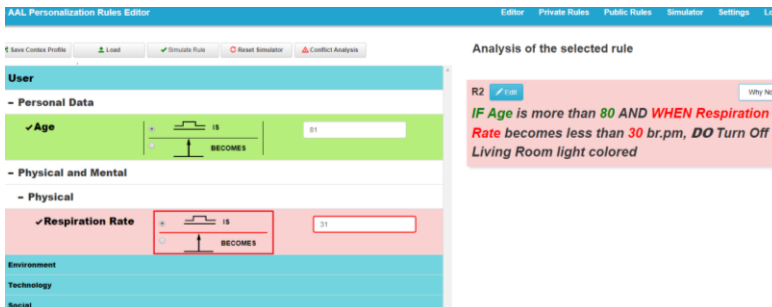 AAL Personalization Rules Editor
Editor Private Rules Public Rules Simulator Settings
Save Contex Profile Load Simulate Rule Reset Simulator Conflict Analysis
Analysis of the selected rule
User
– Personal Data
R2 Edit Why
✓Age IS 81
BECOMES
IF Age is more than 80 AND WHEN Respiration
Rate becomes less than 30 br.pm, DO Turn Off
Living Room light colored
– Physical and Mental
– Physical
✓Respiration Rate IS 31
BECOMES
Environment
Technology
Social